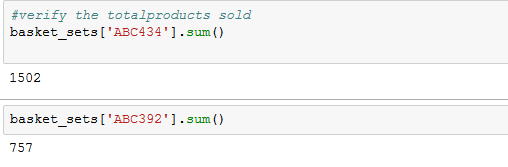 #verify the totalproducts sold
basket_sets['ABC434'].sum()
1502
basket_sets['ABC392'].sum()
757